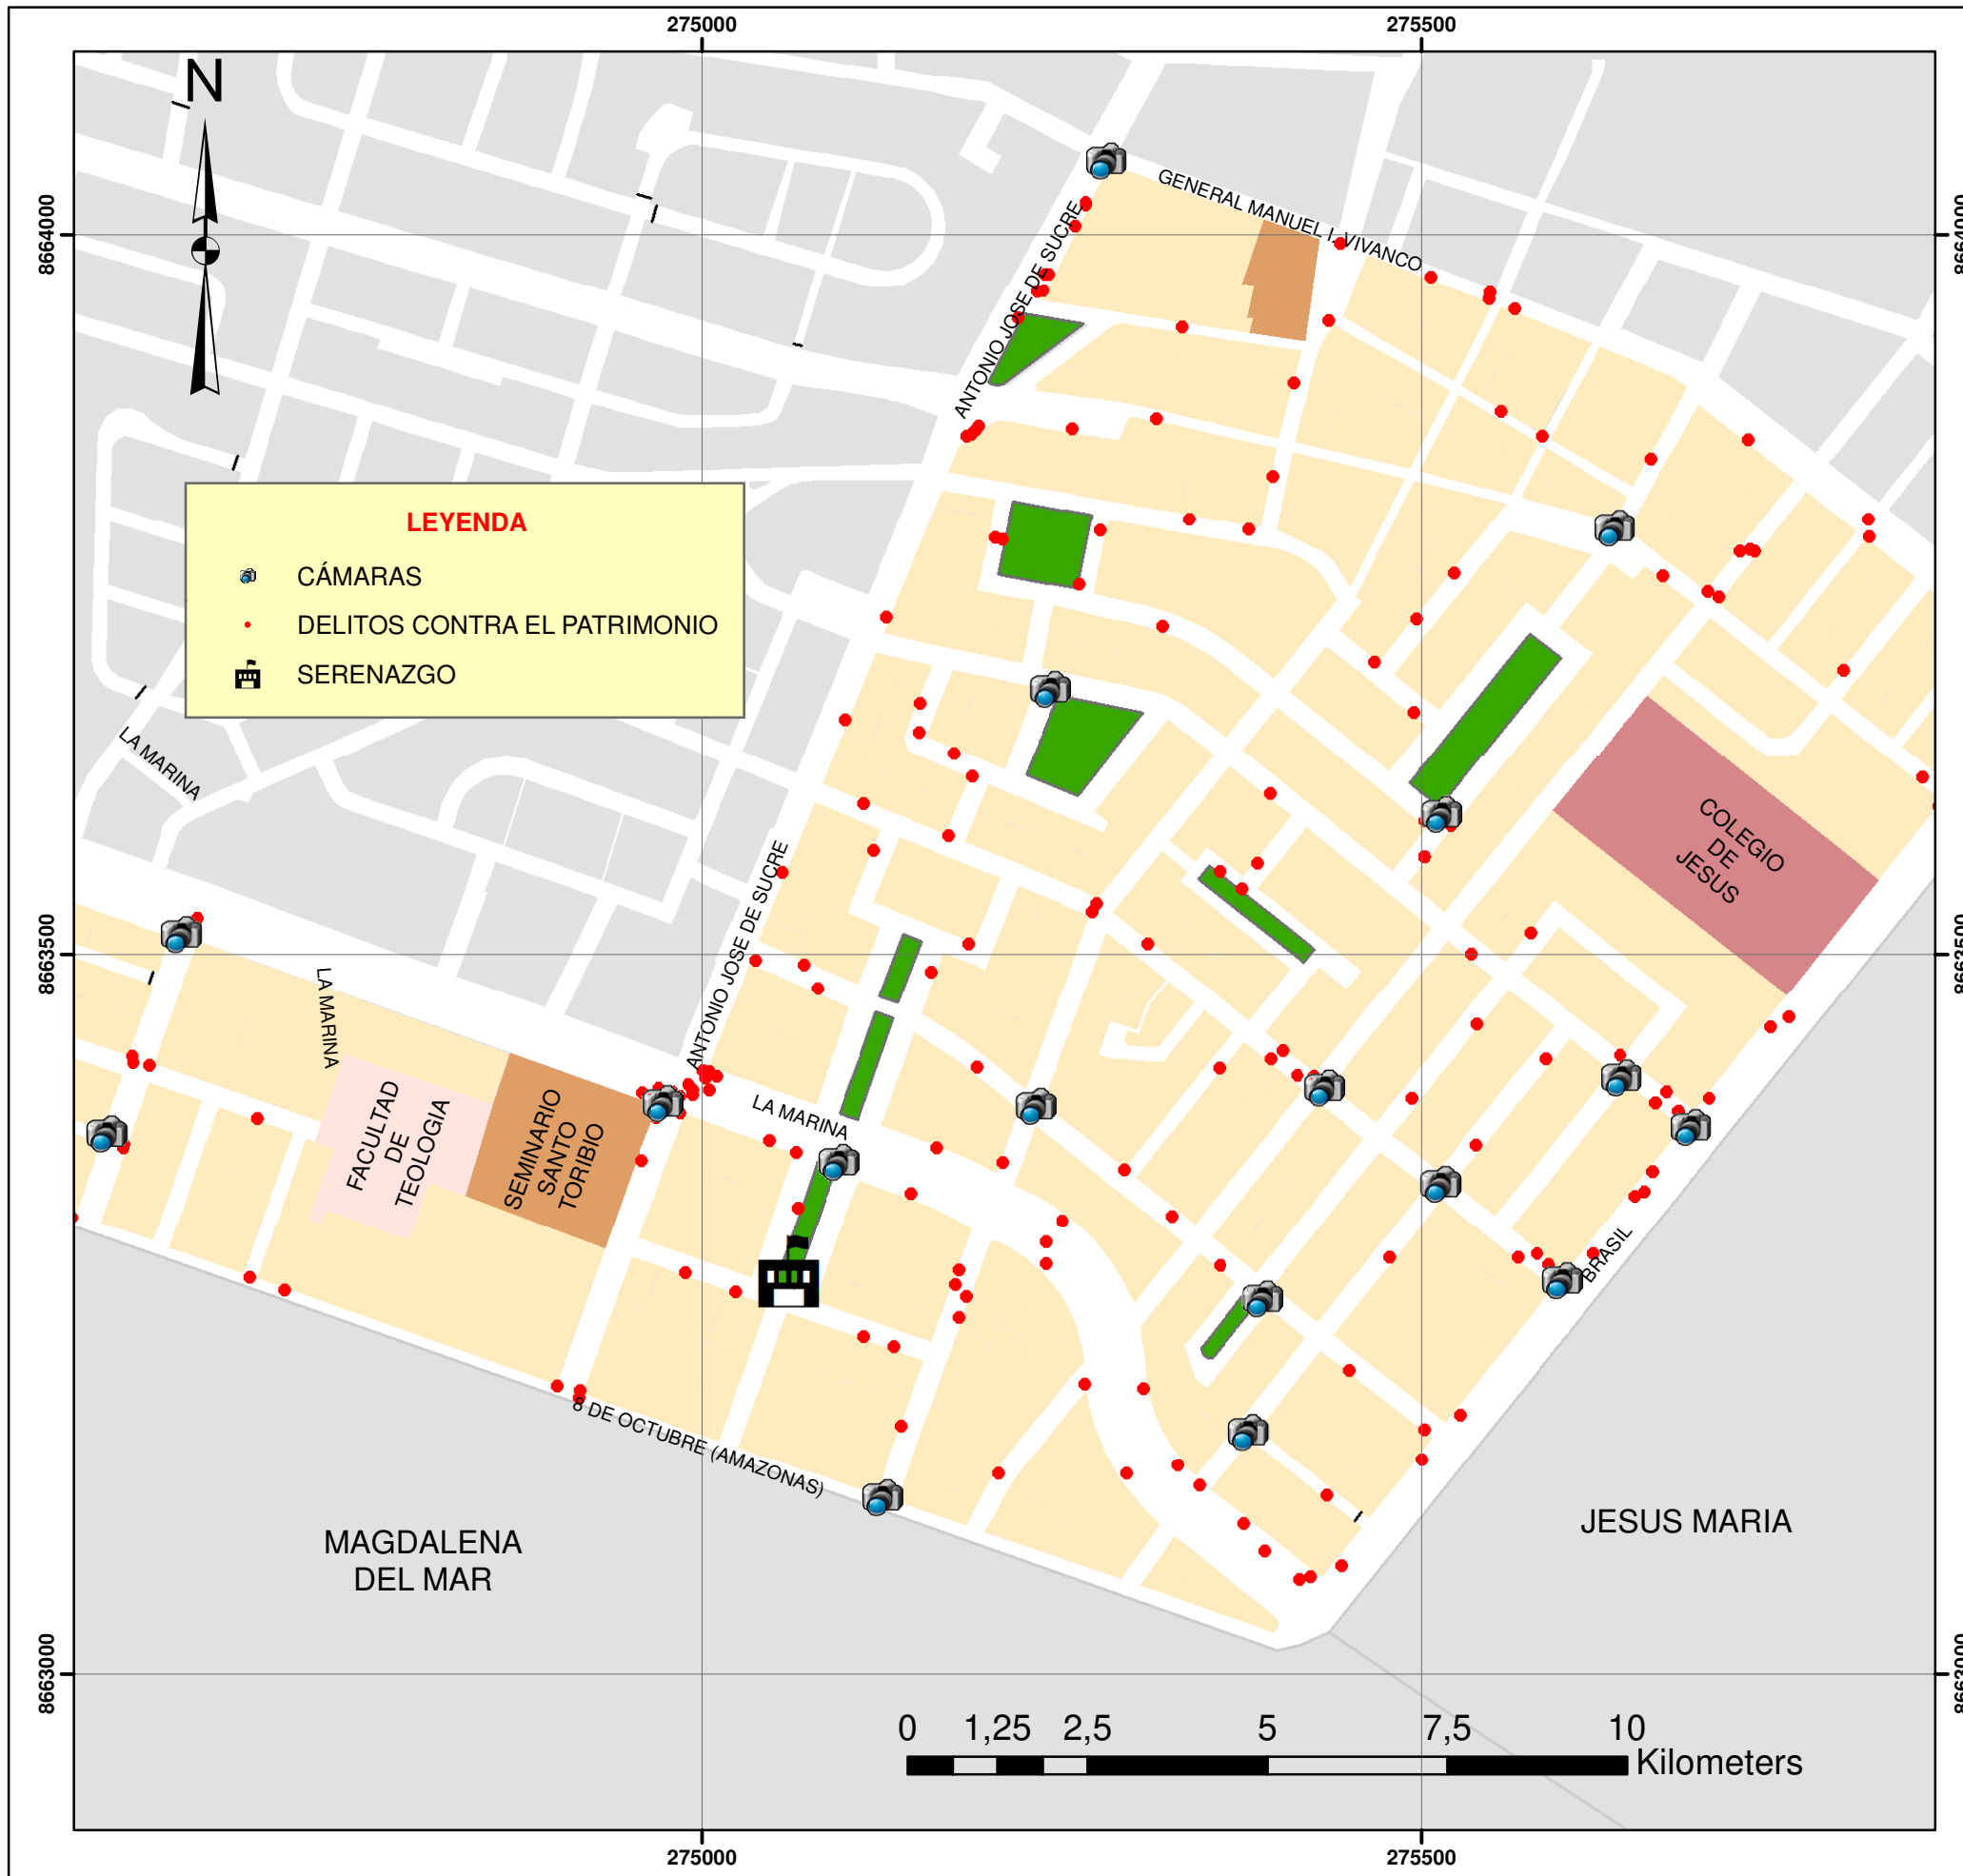 275000
275500
N
8664000
8664000
GENERAL MANUEL I. VIVANCO
ANTONIO JOSE DE SUCRE
LEYENDA
CÁMARAS
DELITOS CONTRA EL PATRIMONIO
SERENAZGO
LA MARINA
COLEGIO
DE
JESUS
ANTONIO JOSE DE SUCRE
8663500
8663500
LA MARINA
FACULTAD
DE
TEOLOGIA
SEMINARIO
SANTO
TORIBIO
LA MARINA
BRASIL
8 DE OCTUBRE (AMAZONAS)
MAGDALENA
DEL MAR
JESUS MARIA
8663000
8663000
0 1,25 2,5 5 7,5 10
Kilometers
275000
275500